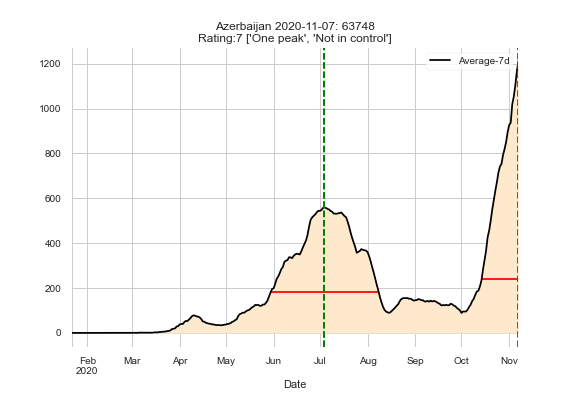 Azerbaijan 2020-11-07: 63748
Rating:7 ['One peak', 'Not in control']
Average-7d
1200
1000
800
600
400
200
0
Feb Mar Apr May Jun Jul Aug Sep Oct Nov
2020
Date